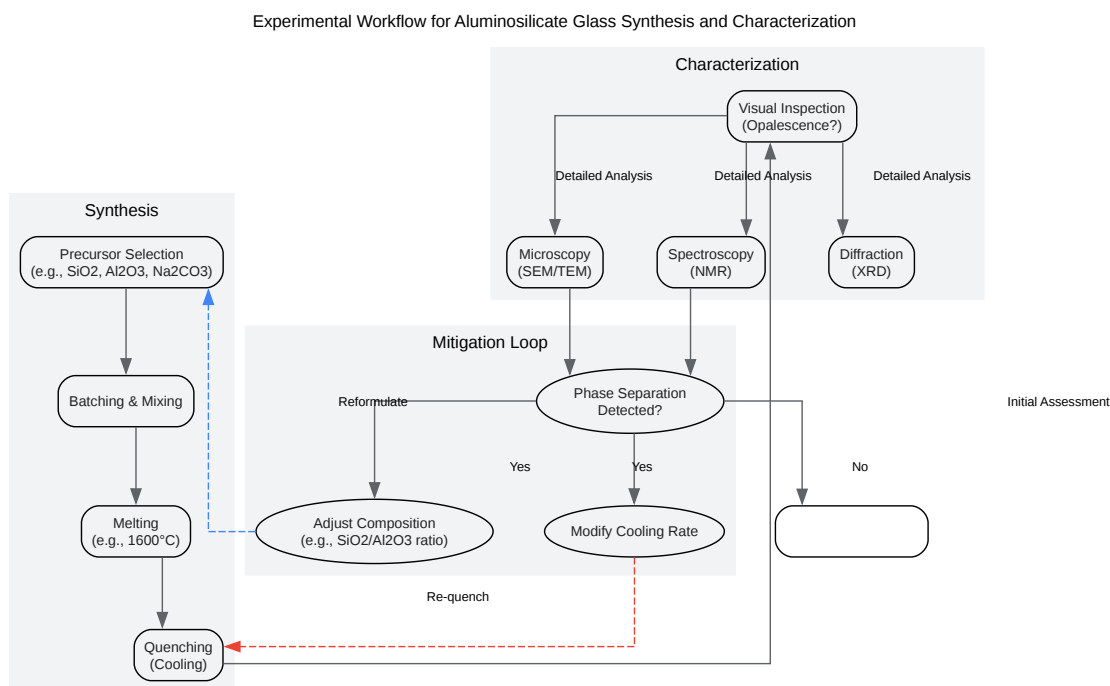 Experimental Workflow for Aluminosilicate Glass Synthesis and Characterization
Characterization
Visual Inspection
(Opalescence?)
Detailed Analysis
Detailed Analysis
Detailed Analysis
Synthesis
Precursor Selection
(e.g., SiO2, Al2O3, Na2CO3)
Microscopy
(SEM/TEM)
Spectroscopy
(NMR)
Diffraction
(XRD)
Mitigation Loop
Batching & Mixing
Reformulate
Phase Separation
Detected?
Initial Assessment
Yes
Yes
No
Melting
(e.g., 1600°C)
Adjust Composition
(e.g., SiO2/Al2O3 ratio)
Modify Cooling Rate
Re-quench
Quenching
(Cooling)